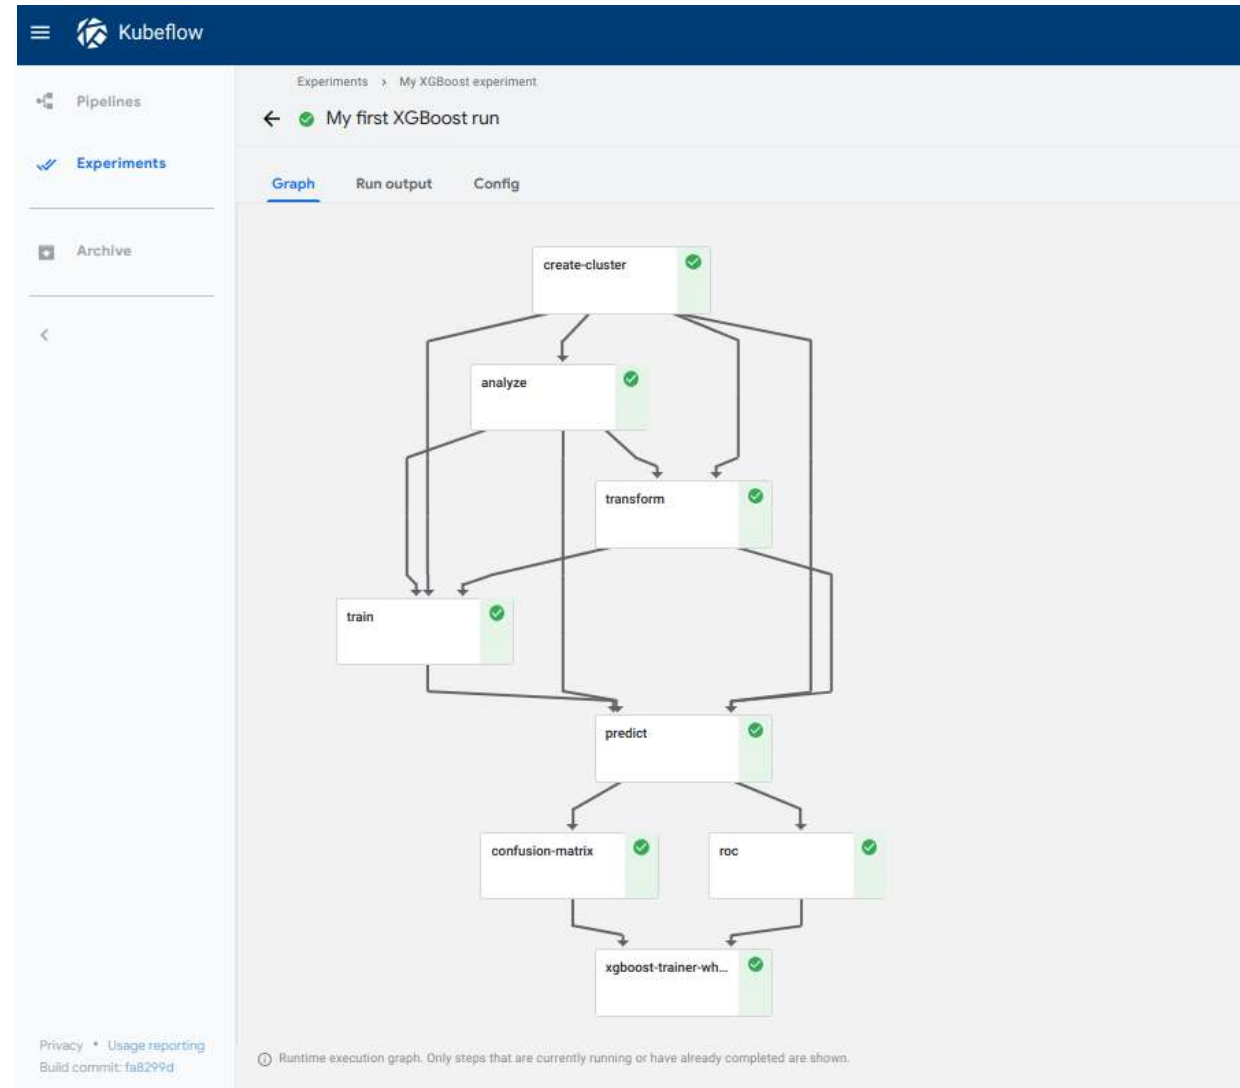 Kubeflow
Pipelines
Experiments
Archive
Experiments > My XGBoost experiment
My first XGBoost run
Graph Run output Config
create-cluster
analyze
transform
train
predict
confusion-matrix
roc
xgboost-trainer-wh...
Runtime execution graph. Only steps that are currently running or have already completed are shown.
Privacy • Usage reporting
Build commit: fa8299d